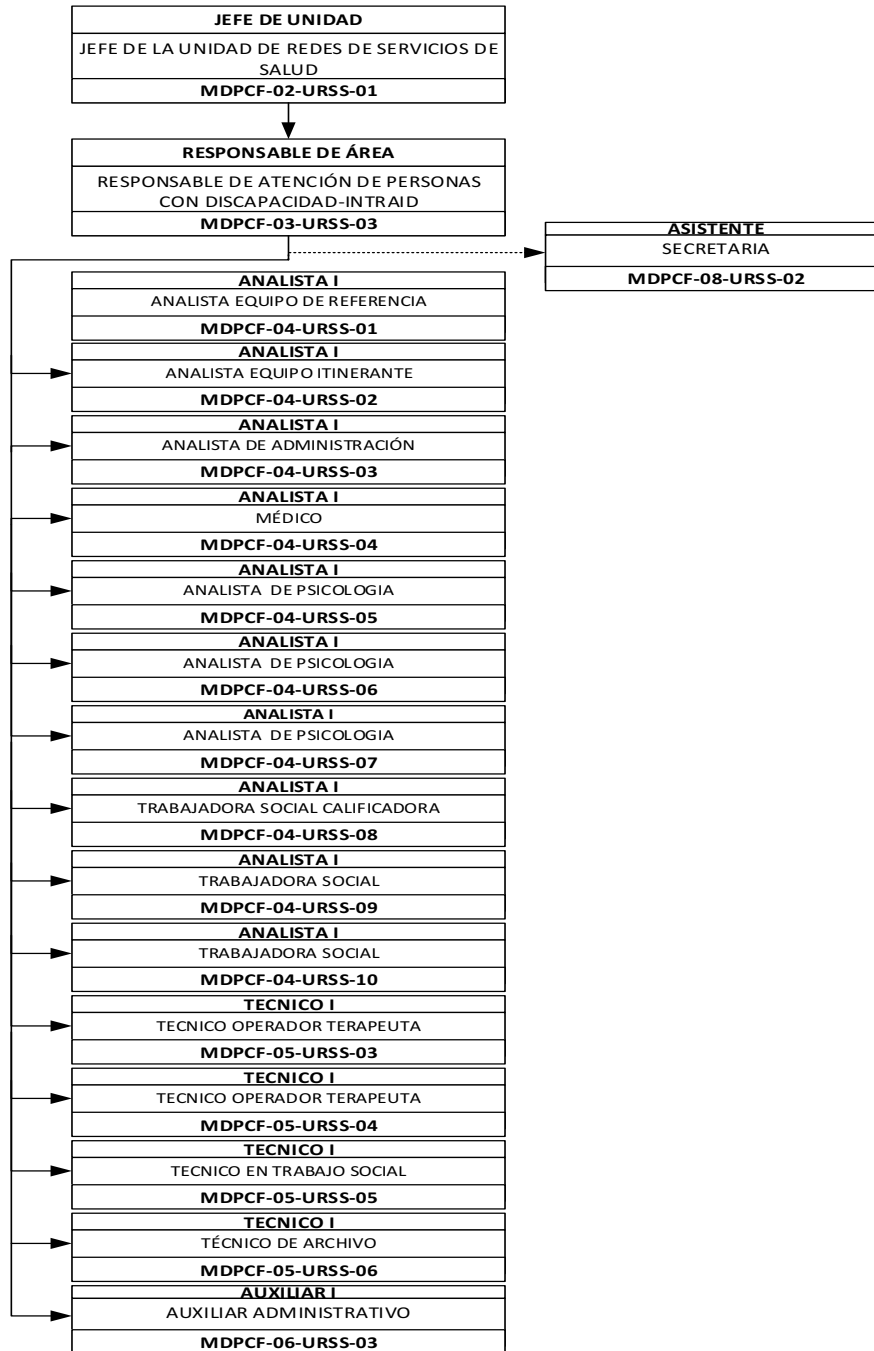 JEFE DE UNIDAD
JEFE DE LA UNIDAD DE REDES DE SERVICIOS DE
SALUD
MDPCF-02-URSS-01
RESPONSABLE DE ÁREA
RESPONSABLE DE ATENCIÓN DE PERSONAS
CON DISCAPACIDAD-INTRAID
MDPCF-03-URSS-03
ASISTENTE
SECRETARIA
MDPCF-08-URSS-02
ANALISTA I
ANALISTA EQUIPO DE REFERENCIA
MDPCF-04-URSS-01
ANALISTA I
ANALISTA EQUIPO ITINERANTE
MDPCF-04-URSS-02
ANALISTA I
ANALISTA DE ADMINISTRACIÓN
MDPCF-04-URSS-03
ANALISTA I
MÉDICO
MDPCF-04-URSS-04
ANALISTA I
ANALISTA DE PSICOLOGIA
MDPCF-04-URSS-05
ANALISTA I
ANALISTA DE PSICOLOGIA
MDPCF-04-URSS-06
ANALISTA I
ANALISTA DE PSICOLOGIA
MDPCF-04-URSS-07
ANALISTA I
TRABAJADORA SOCIAL CALIFICADORA
MDPCF-04-URSS-08
ANALISTA I
TRABAJADORA SOCIAL
MDPCF-04-URSS-09
ANALISTA I
TRABAJADORA SOCIAL
MDPCF-04-URSS-10
TECNICO I
TECNICO OPERADOR TERAPEUTA
MDPCF-05-URSS-03
TECNICO I
TECNICO OPERADOR TERAPEUTA
MDPCF-05-URSS-04
TECNICO I
TECNICO EN TRABAJO SOCIAL
MDPCF-05-URSS-05
TECNICO I
TÉCNICO DE ARCHIVO
MDPCF-05-URSS-06
AUXILIAR I
AUXILIAR ADMINISTRATIVO
MDPCF-06-URSS-03